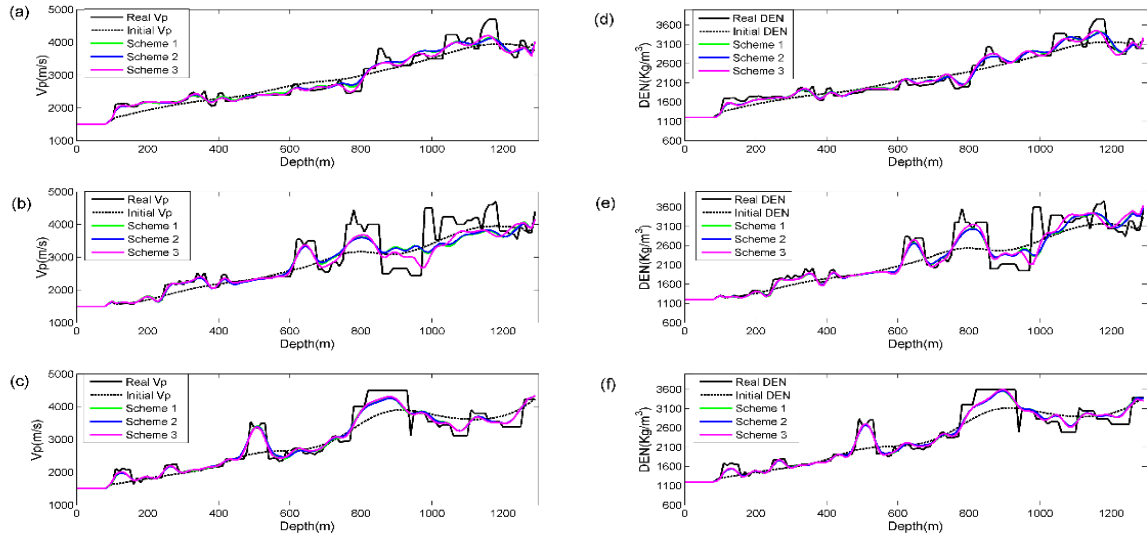 (a)
Real Vp
Initial Vp
Scheme 1
Scheme 2
Scheme 3
Vp(m/s)
5000
4000
3000
2000
1000
0 200 400 600 800 1000 1200
Depth(m)
(d)
Real DEN
Initial DEN
Scheme 1
Scheme 2
Scheme 3
DEN(Kg/m³)
3600
3100
2600
2100
1600
1100
600
0 200 400 600 800 1000 1200
Depth(m)
(b)
Real Vp
Initial Vp
Scheme 1
Scheme 2
Scheme 3
Vp(m/s)
5000
4000
3000
2000
1000
0 200 400 600 800 1000 1200
Depth(m)
(e)
Real DEN
Initial DEN
Scheme 1
Scheme 2
Scheme 3
DEN(Kg/m³)
3600
3100
2600
2100
1600
1100
600
0 200 400 600 800 1000 1200
Depth(m)
(c)
Real Vp
Initial Vp
Scheme 1
Scheme 2
Scheme 3
Vp(m/s)
5000
4000
3000
2000
1000
0 200 400 600 800 1000 1200
Depth(m)
(f)
Real DEN
Initial DEN
Scheme 1
Scheme 2
Scheme 3
DEN(Kg/m³)
3600
3100
2600
2100
1600
1100
600
0 200 400 600 800 1000 1200
Depth(m)